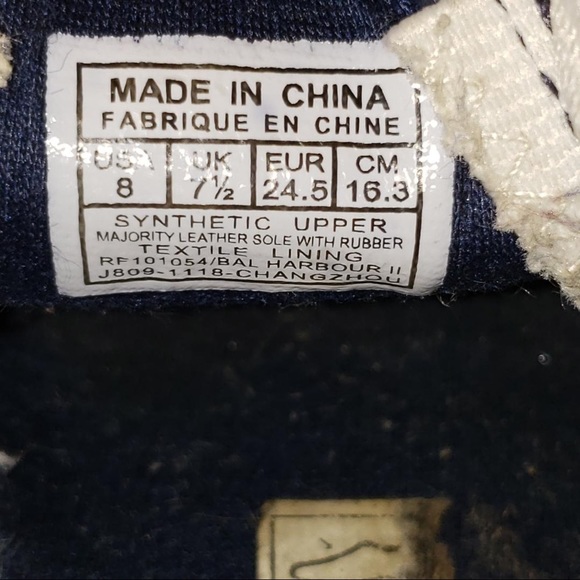 MADE IN CHINA
FABRIQUE EN CHINE
USA UK EUR CM
8 7½ 24.5 16.3
SYNTHETIC UPPER
MAJORITY LEATHER SOLE WITH RUBBER
TEXTILE LINING
RF101054/BAL HARBOUR II
J809-1118-CHANGZHOU